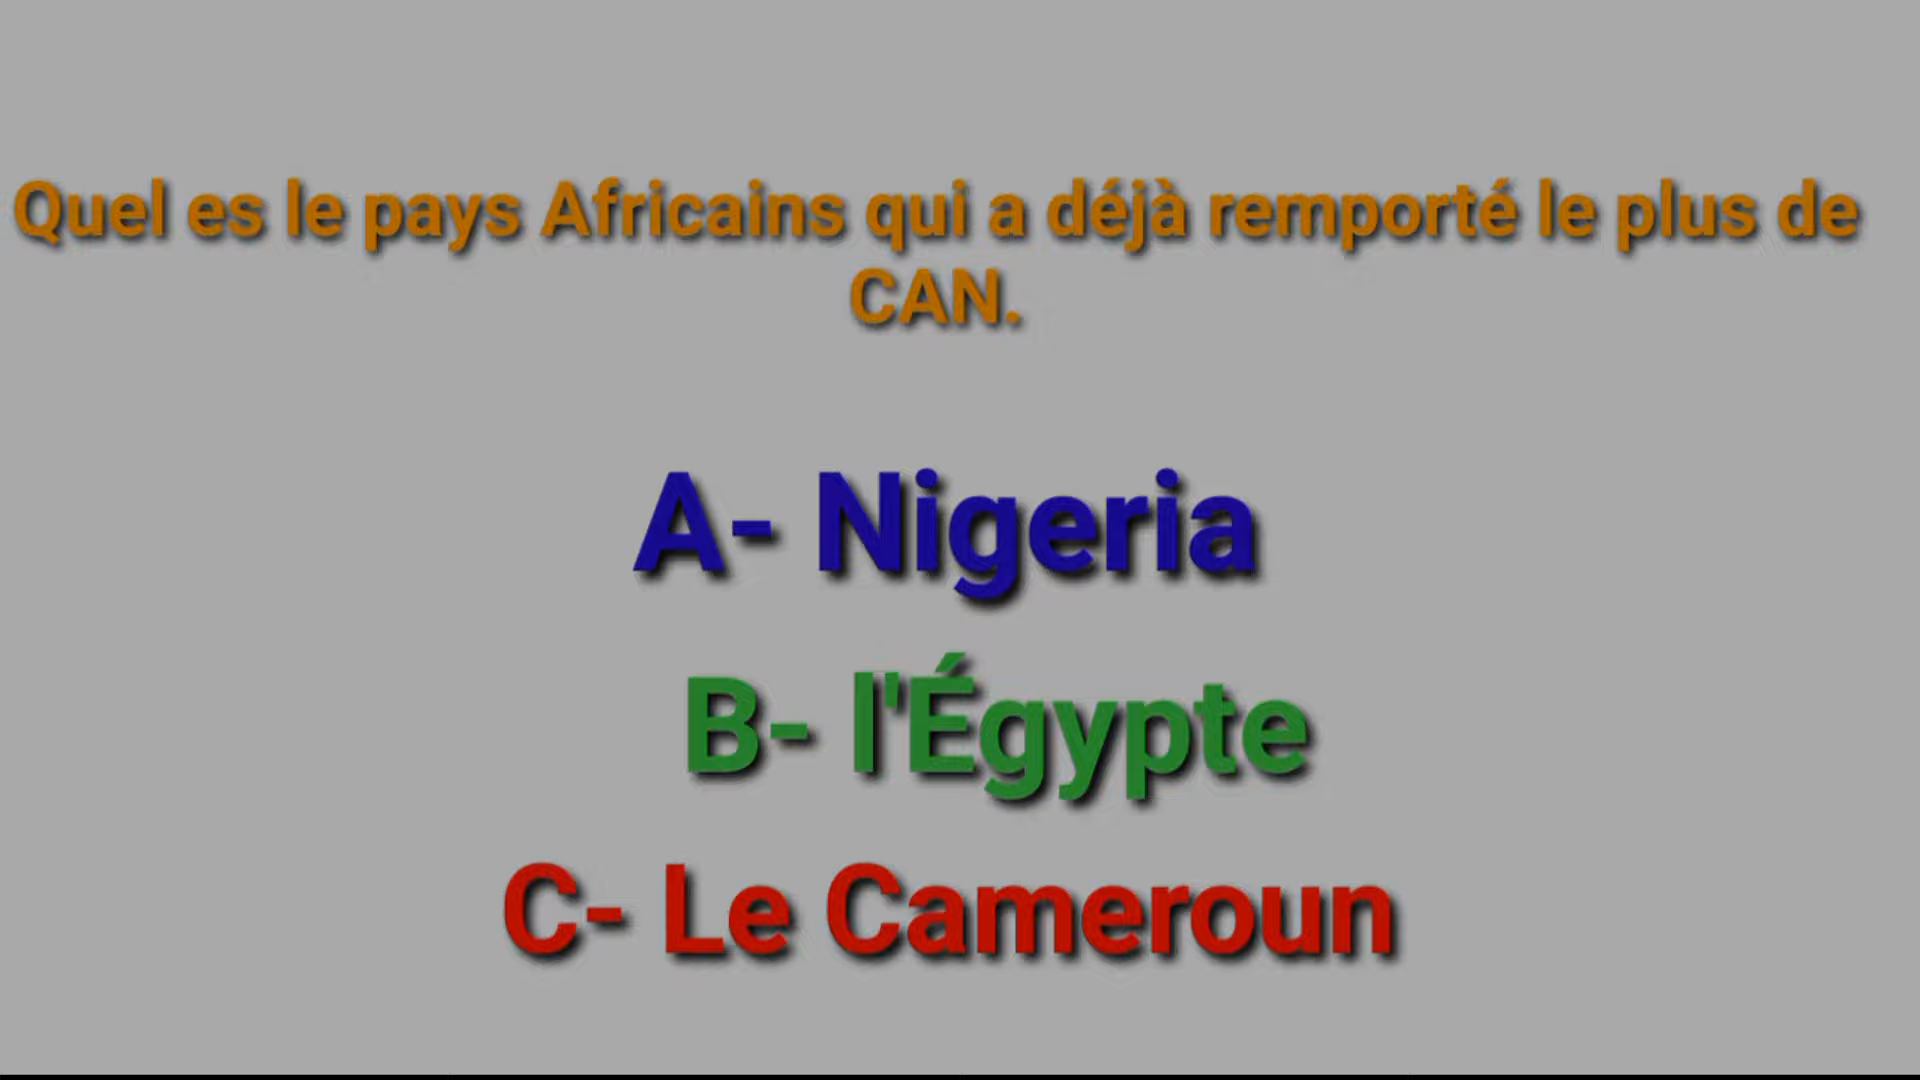 Quel es le pays Africains qui a déjà remporté le plus de
CAN.
A- Nigeria
B- l'Égypte
C- Le Cameroun